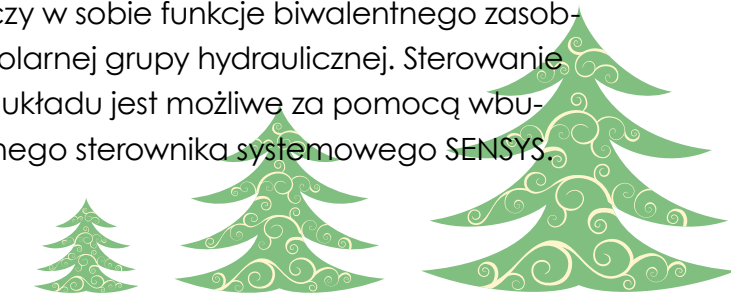 czy w sobie funkcje biwalentnego zasob-
olarnej grupy hydraulicznej. Sterowanie
układu jest możliwe za pomocą wbu-
nego sterownika systemowego SENSYS.